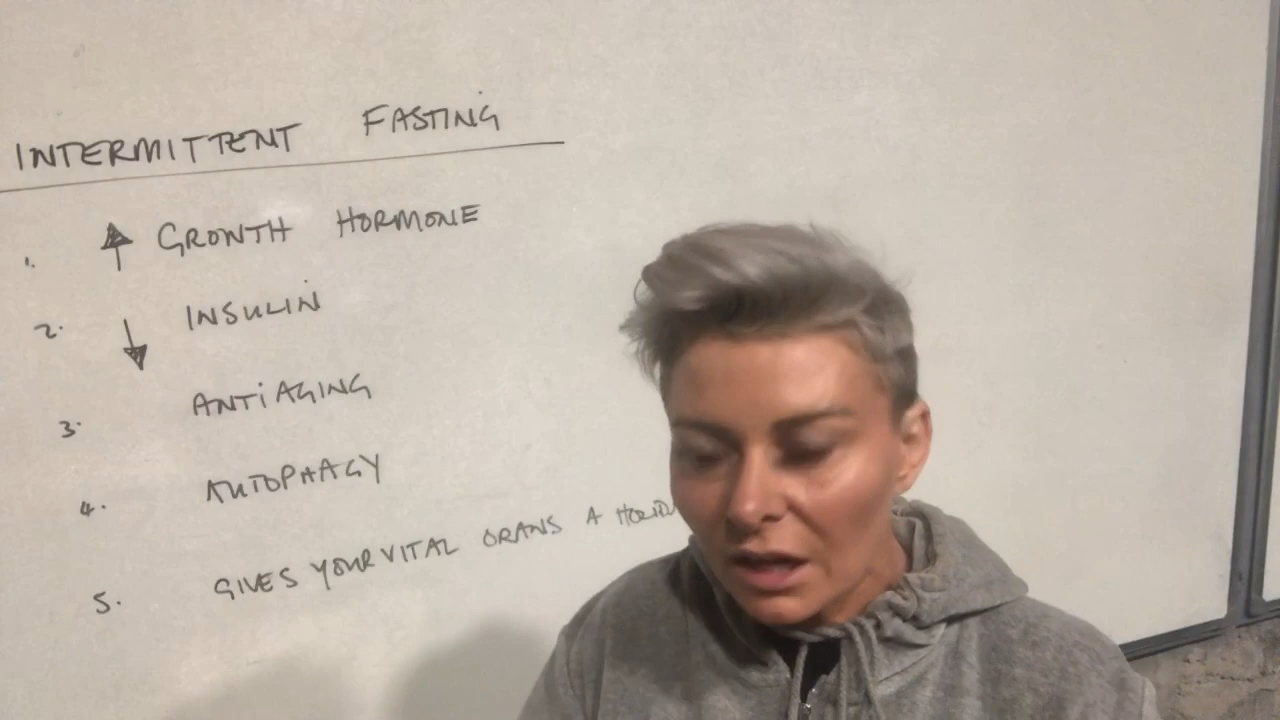 INTERMITTENT FASTING
1. ↑ GROWTH HORMONE
2. ↓ INSULIN
3. ANTIAGING
4. AUTOPHAGY
5. GIVES YOUR VITAL ORANS A